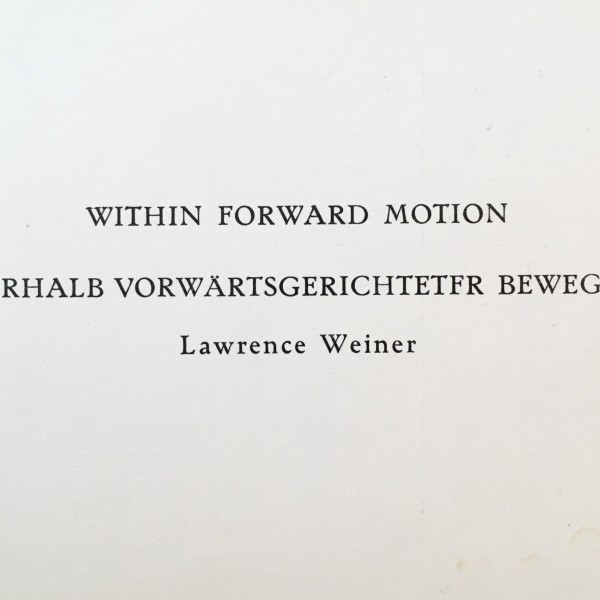 WITHIN FORWARD MOTION
RHALB VORWÄRTSGERICHTETFR BEWEG
Lawrence Weiner